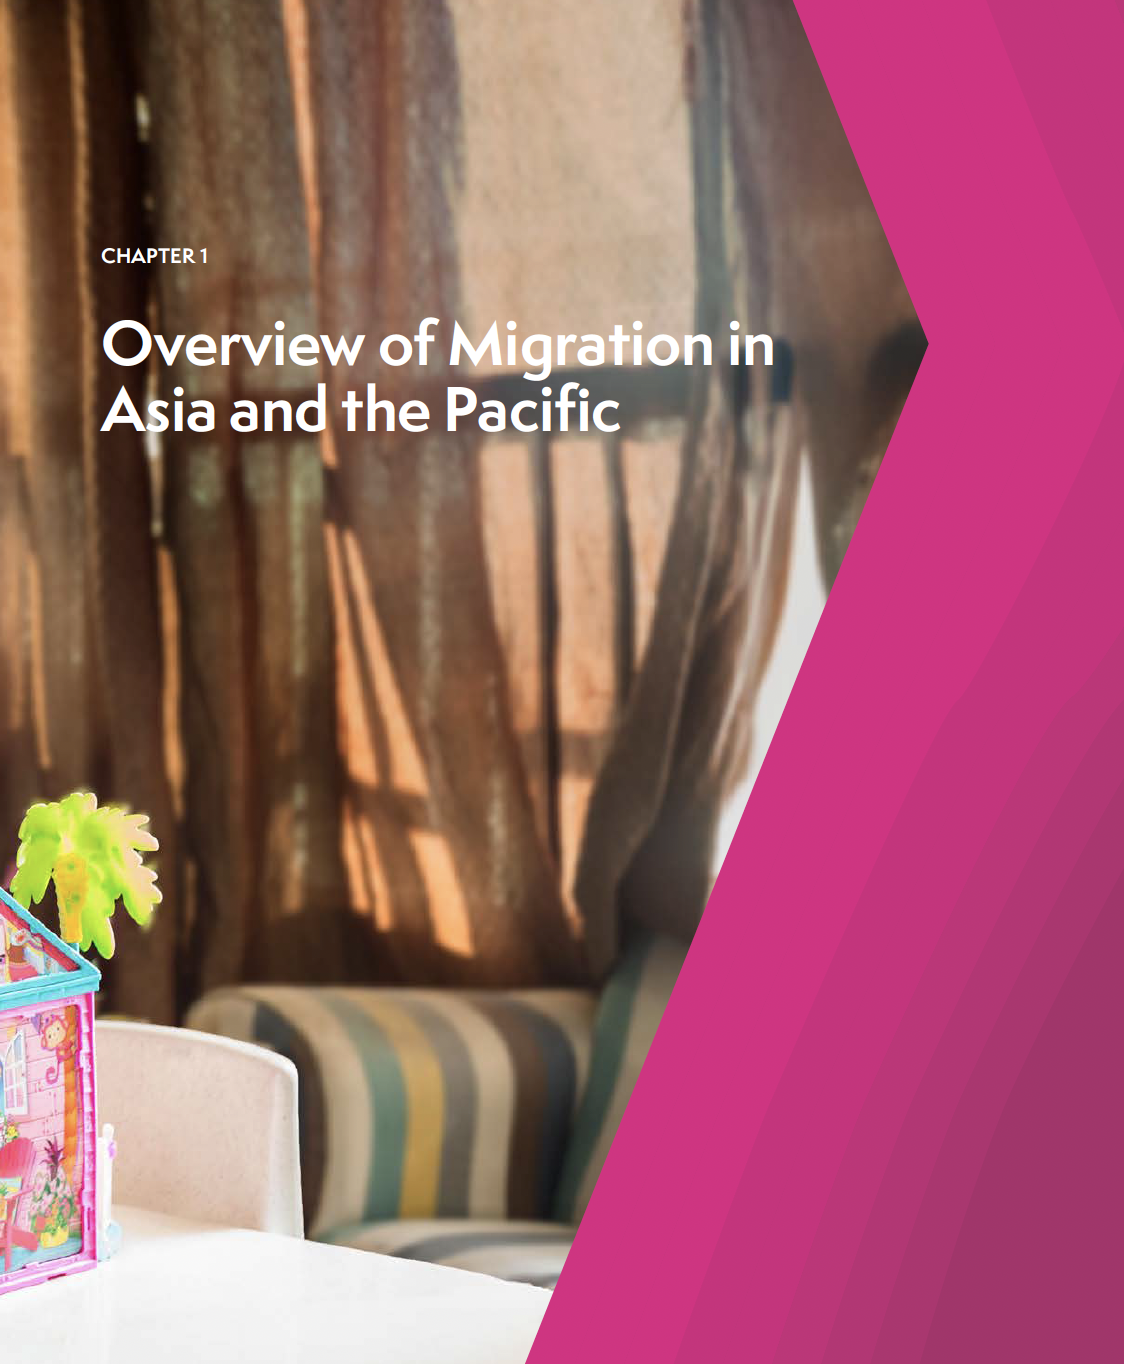 CHAPTER 1
Overview of Migration in
Asia and the Pacific